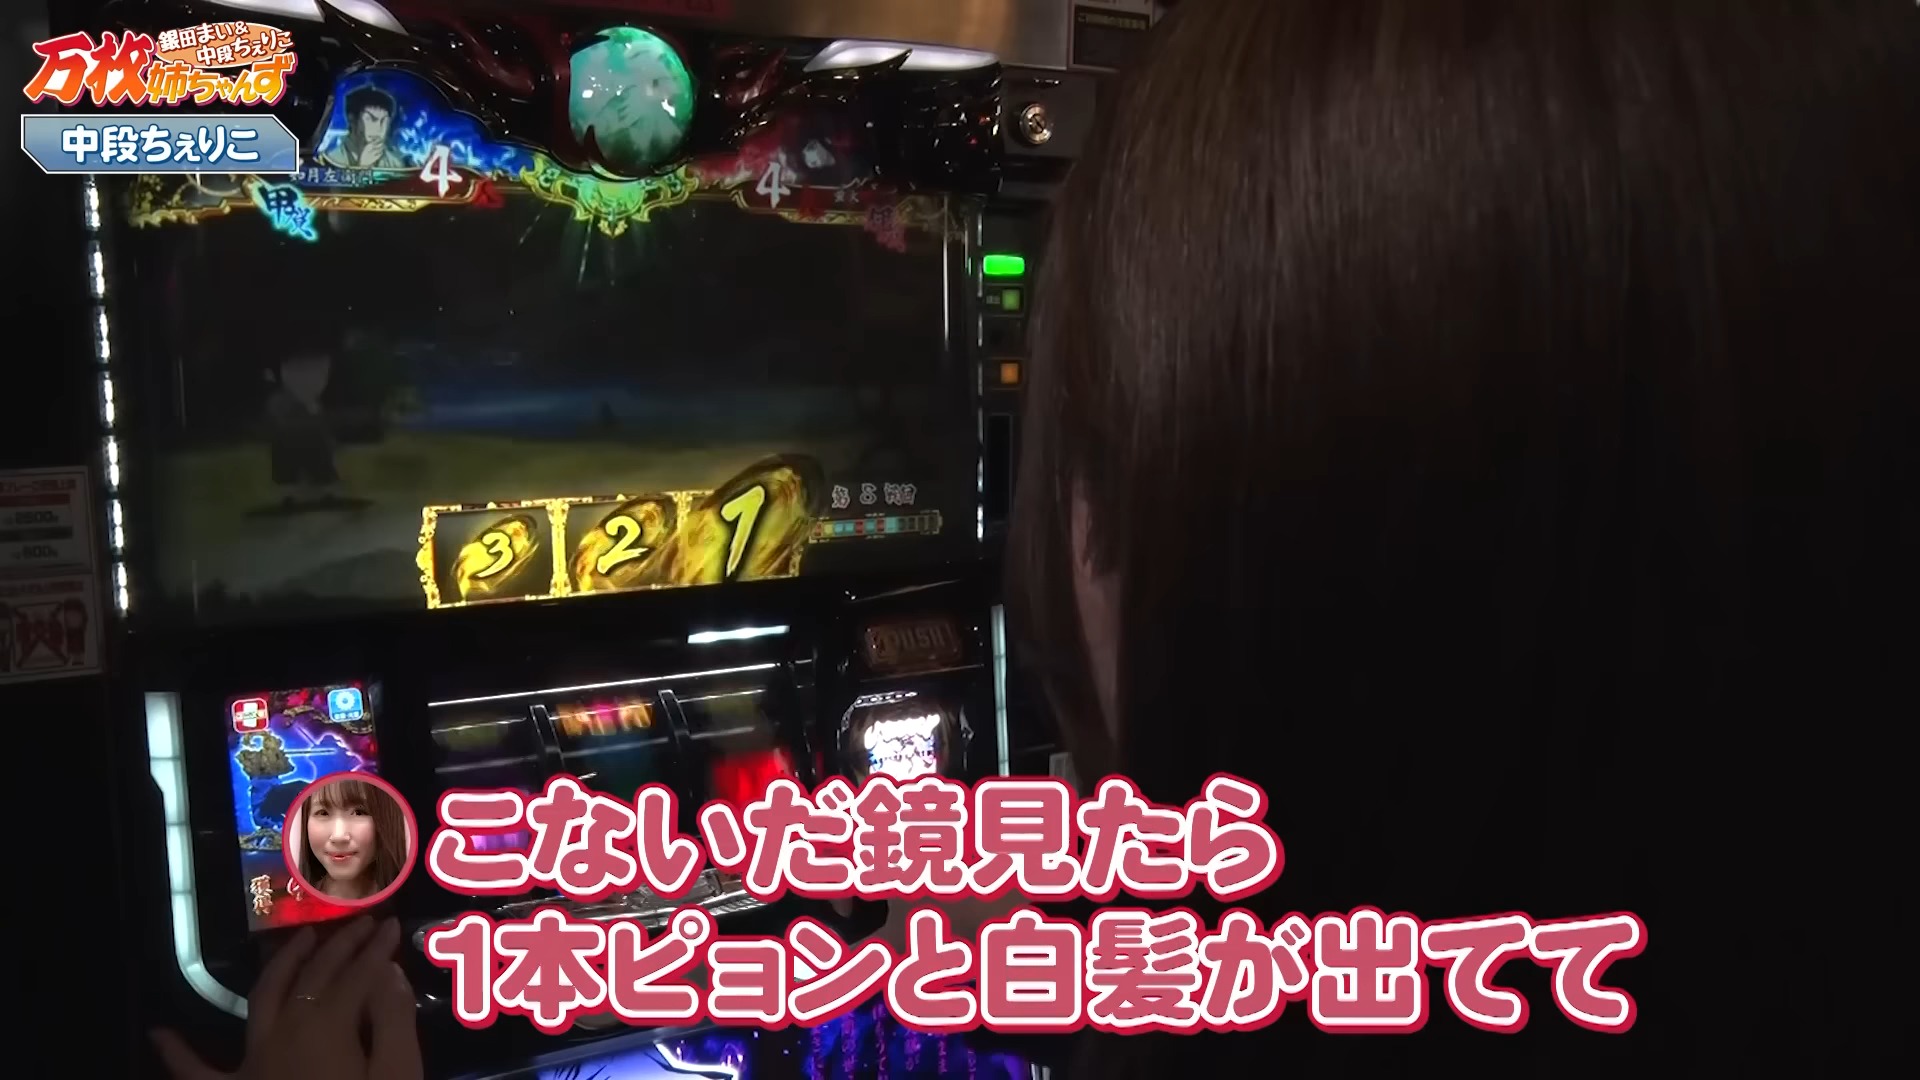 銀田まい&
中段ちぇりこ
万枚姉ちゃんず
中段ちぇりこ
4
4
甲賀
3 2 1
こないだ鏡見たら
1本ピョンと白髪が出てて